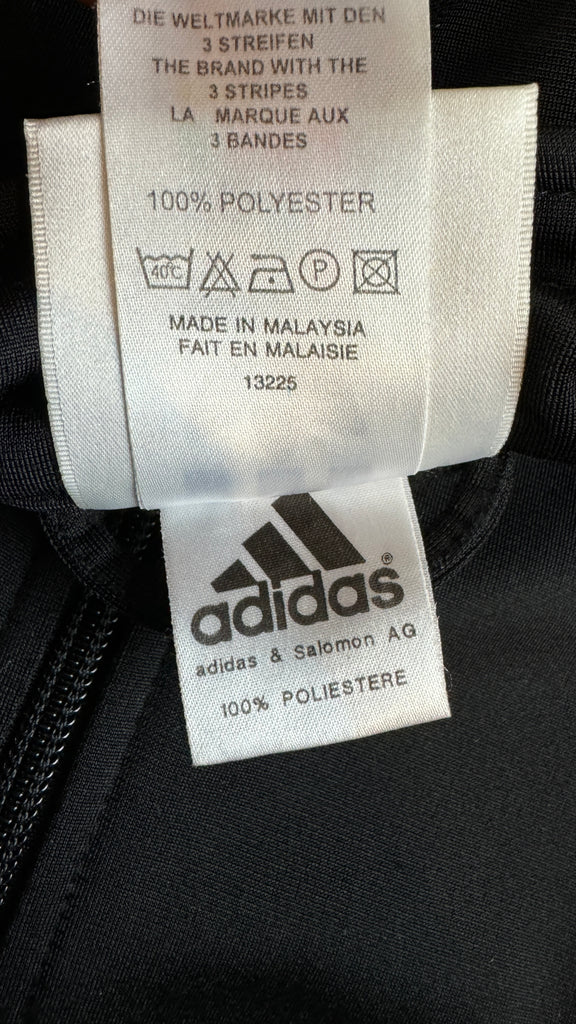 DIE WELTMARKE MIT DEN
3 STREIFEN
THE BRAND WITH THE
3 STRIPES
LA MARQUE AUX
3 BANDES
100% POLYESTER
40°C P
MADE IN MALAYSIA
FAIT EN MALAISIE
13225
adidas®
adidas & Salomon AG
100% POLIESTERE